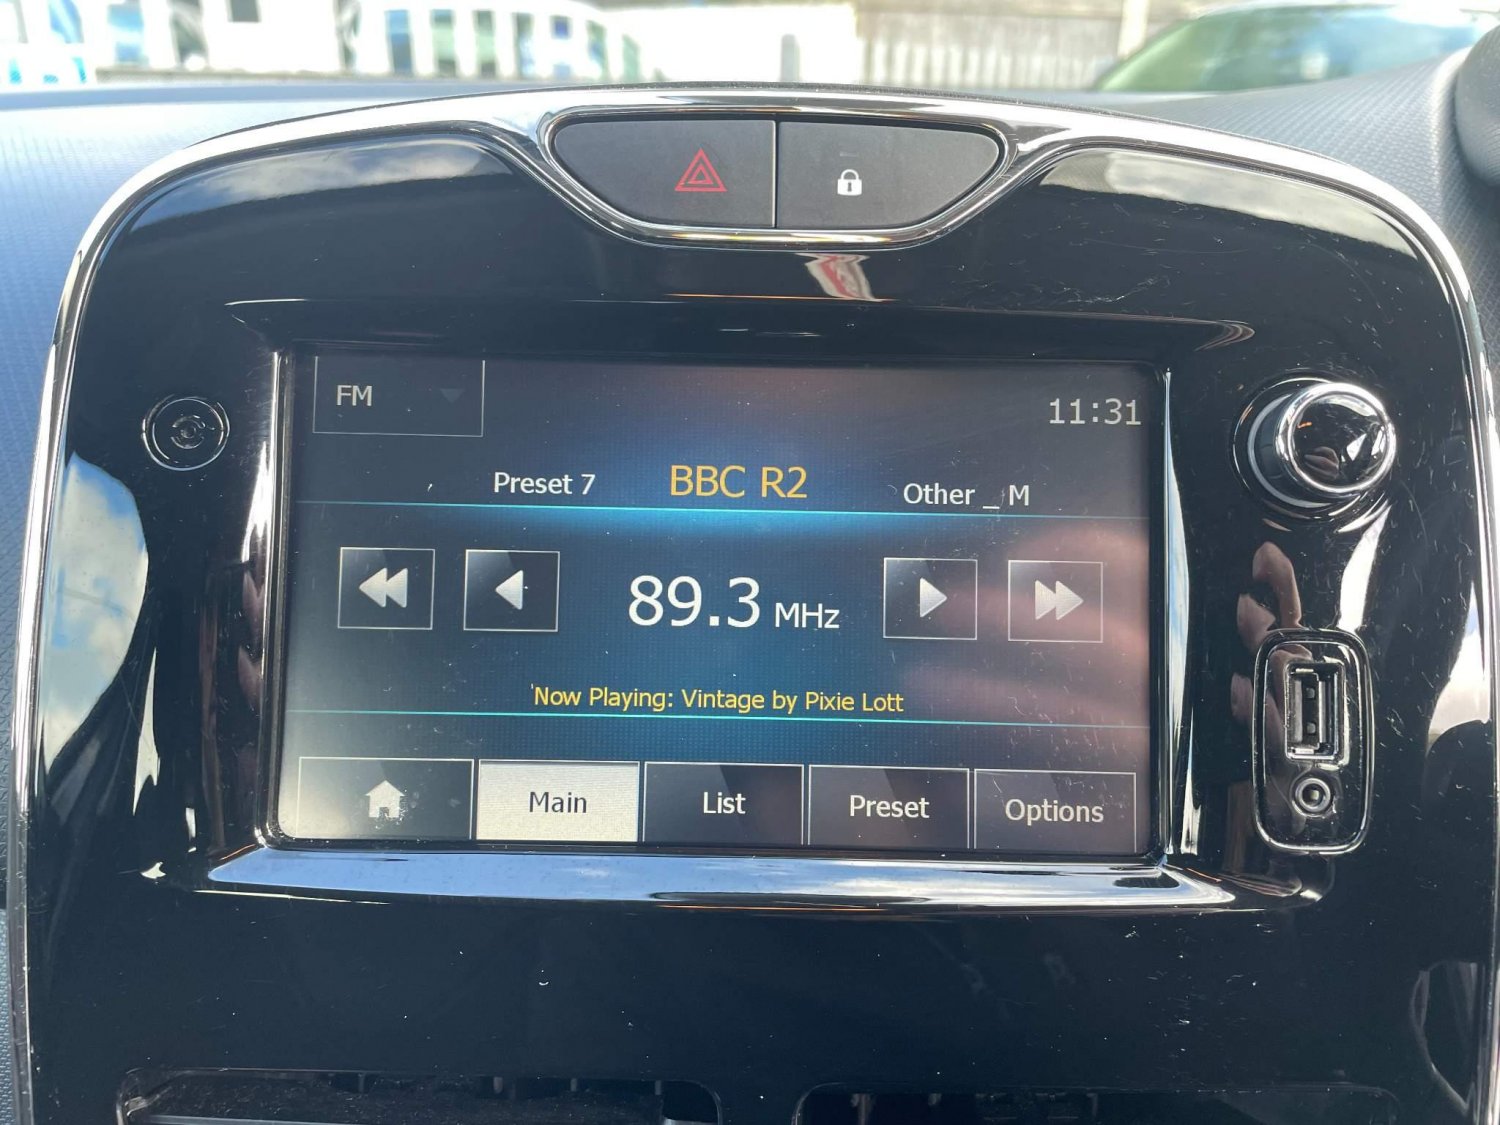 FM
11:31
Preset 7
BBC R2
Other _ M
89.3 MHz
Now Playing: Vintage by Pixie Lott
Main
List
Preset
Options